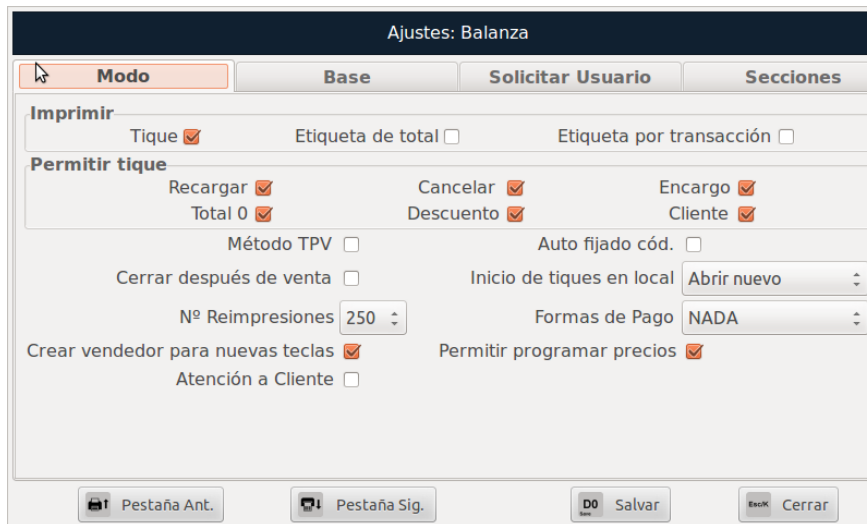 Ajustes: Balanza
Modo Base Solicitar Usuario Secciones
Imprimir
Tique Etiqueta de total Etiqueta por transacción
Permitir tique
Recargar Cancelar Encargo
Total 0 Descuento Cliente
Método TPV Auto fijado cód.
Cerrar después de venta Inicio de tiques en local Abrir nuevo
Nº Reimpresiones 250 Formas de Pago NADA
Crear vendedor para nuevas teclas Permitir programar precios
Atención a Cliente
Pestaña Ant. Pestaña Sig. D0 Salvar Esc/K Cerrar